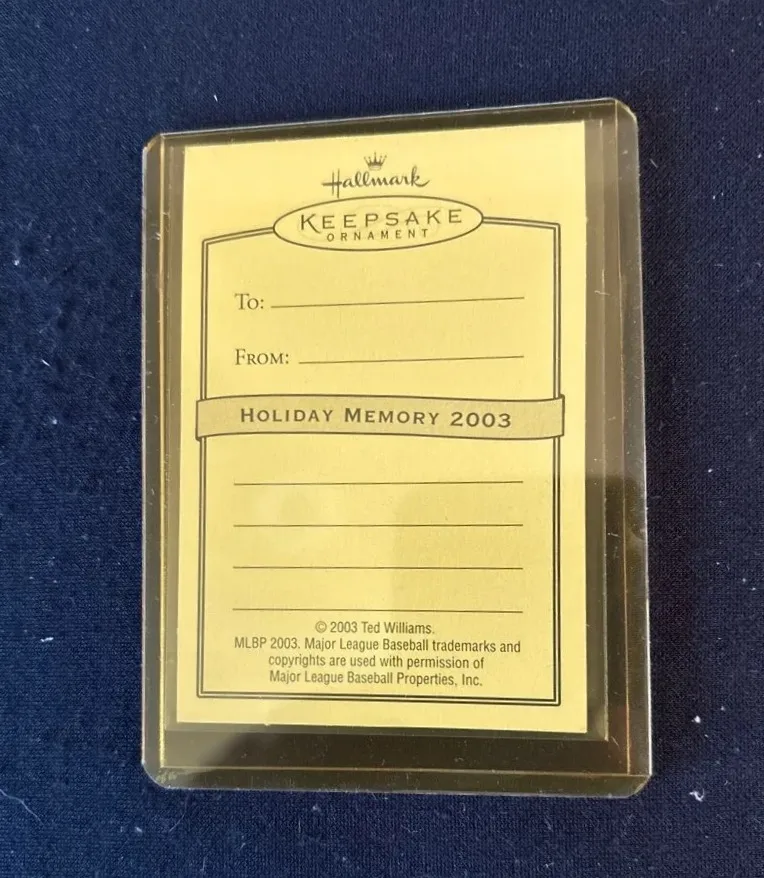 Hallmark
KEEPSAKE
ORNAMENT
TO:
FROM:
HOLIDAY MEMORY 2003
© 2003 Ted Williams.
MLBP 2003. Major League Baseball trademarks and
copyrights are used with permission of
Major League Baseball Properties, Inc.